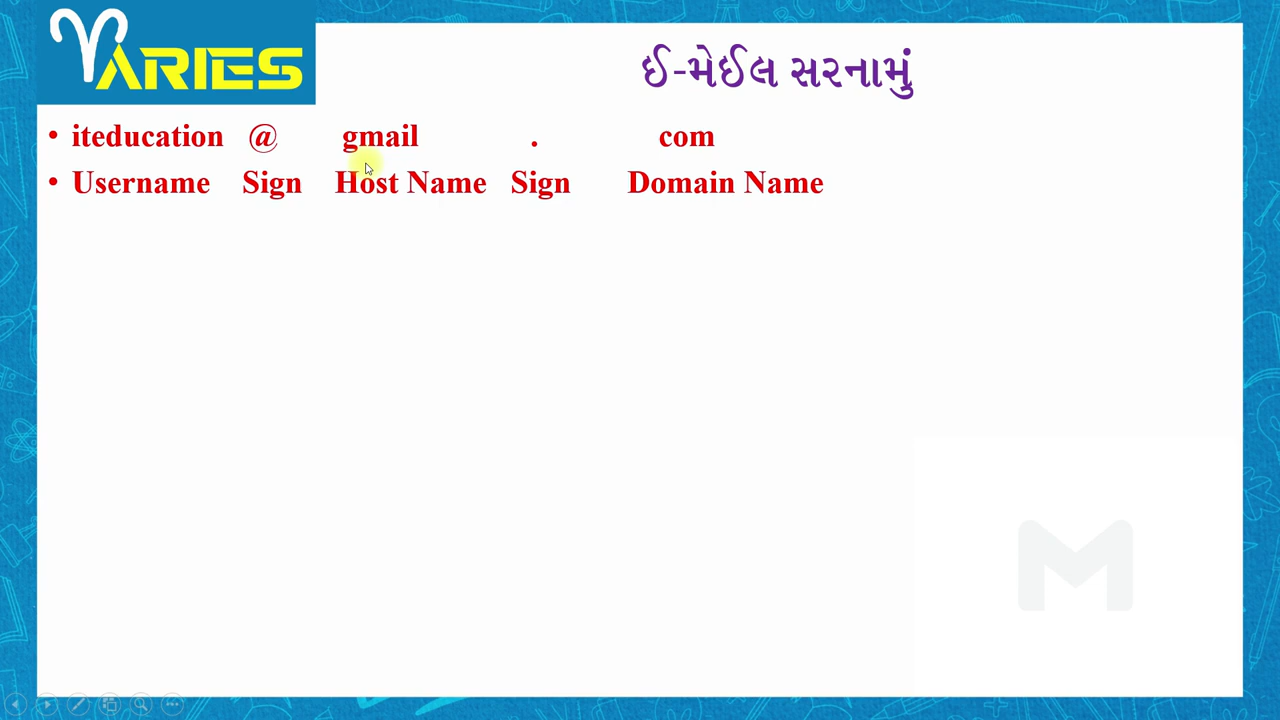 ARIES
ઈ-મેઈલ સરનામું
• iteducation @ gmail . com
• Username Sign Host Name Sign Domain Name